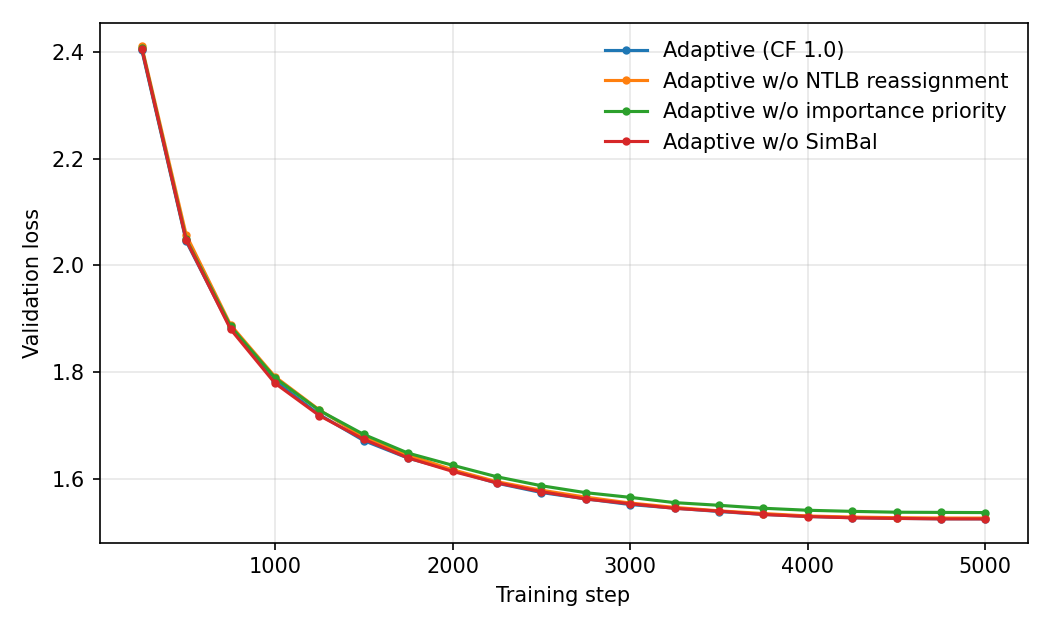 2.4
2.2
2.0
1.8
1.6
Validation loss
Adaptive (CF 1.0)
Adaptive w/o NTLB reassignment
Adaptive w/o importance priority
Adaptive w/o SimBal
1000 2000 3000 4000 5000
Training step